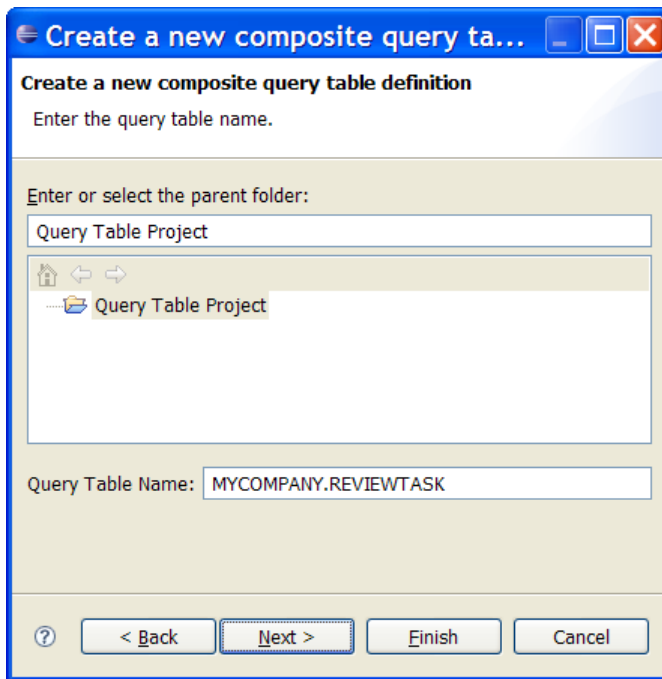 Create a new composite query ta...
Create a new composite query table definition
Enter the query table name.
Enter or select the parent folder:
Query Table Project
Query Table Project
Query Table Name: MYCOMPANY.REVIEWTASK
? < Back Next > Finish Cancel